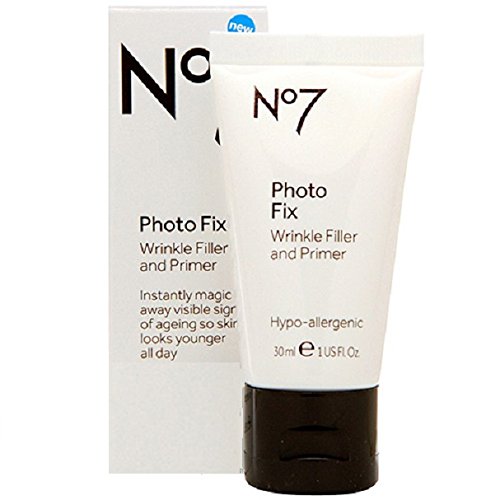 new
Nº
Photo Fix
Wrinkle Filler
and Primer
Instantly magic
away visible sign
of ageing so skin
looks younger
all day
Nº7
Photo
Fix
Wrinkle Filler
and Primer
Hypo-allergenic
30ml e 1 US Fl. Oz.